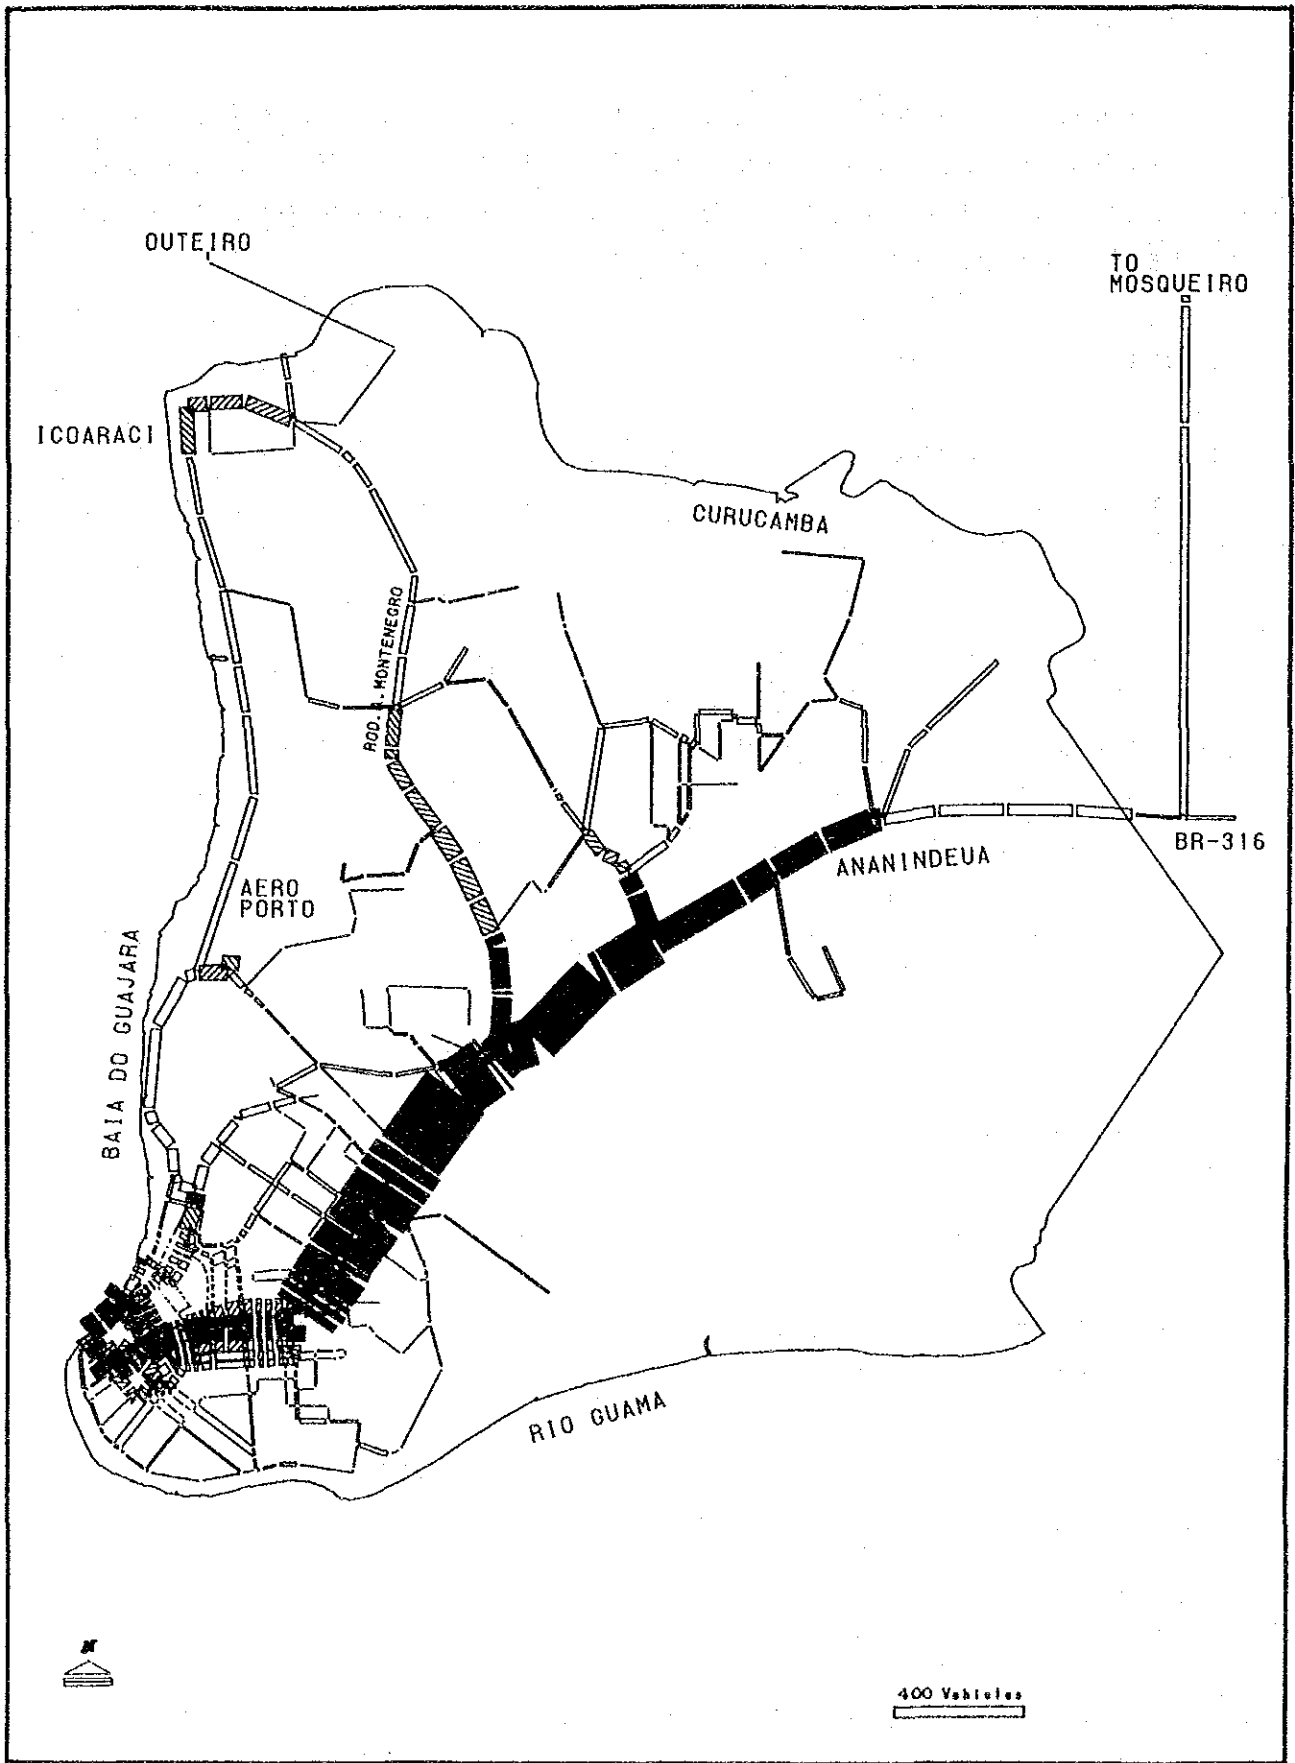 OUTEIRO
TO
MOSQUEIRO
ICOARACI
CURUCAMBA
ROD. A. MONTENEGRO
BR-316
ANANINDEUA
AERO
PORTO
BAIA DO GUAJARA
RIO GUAMA
N
400 Vehicles